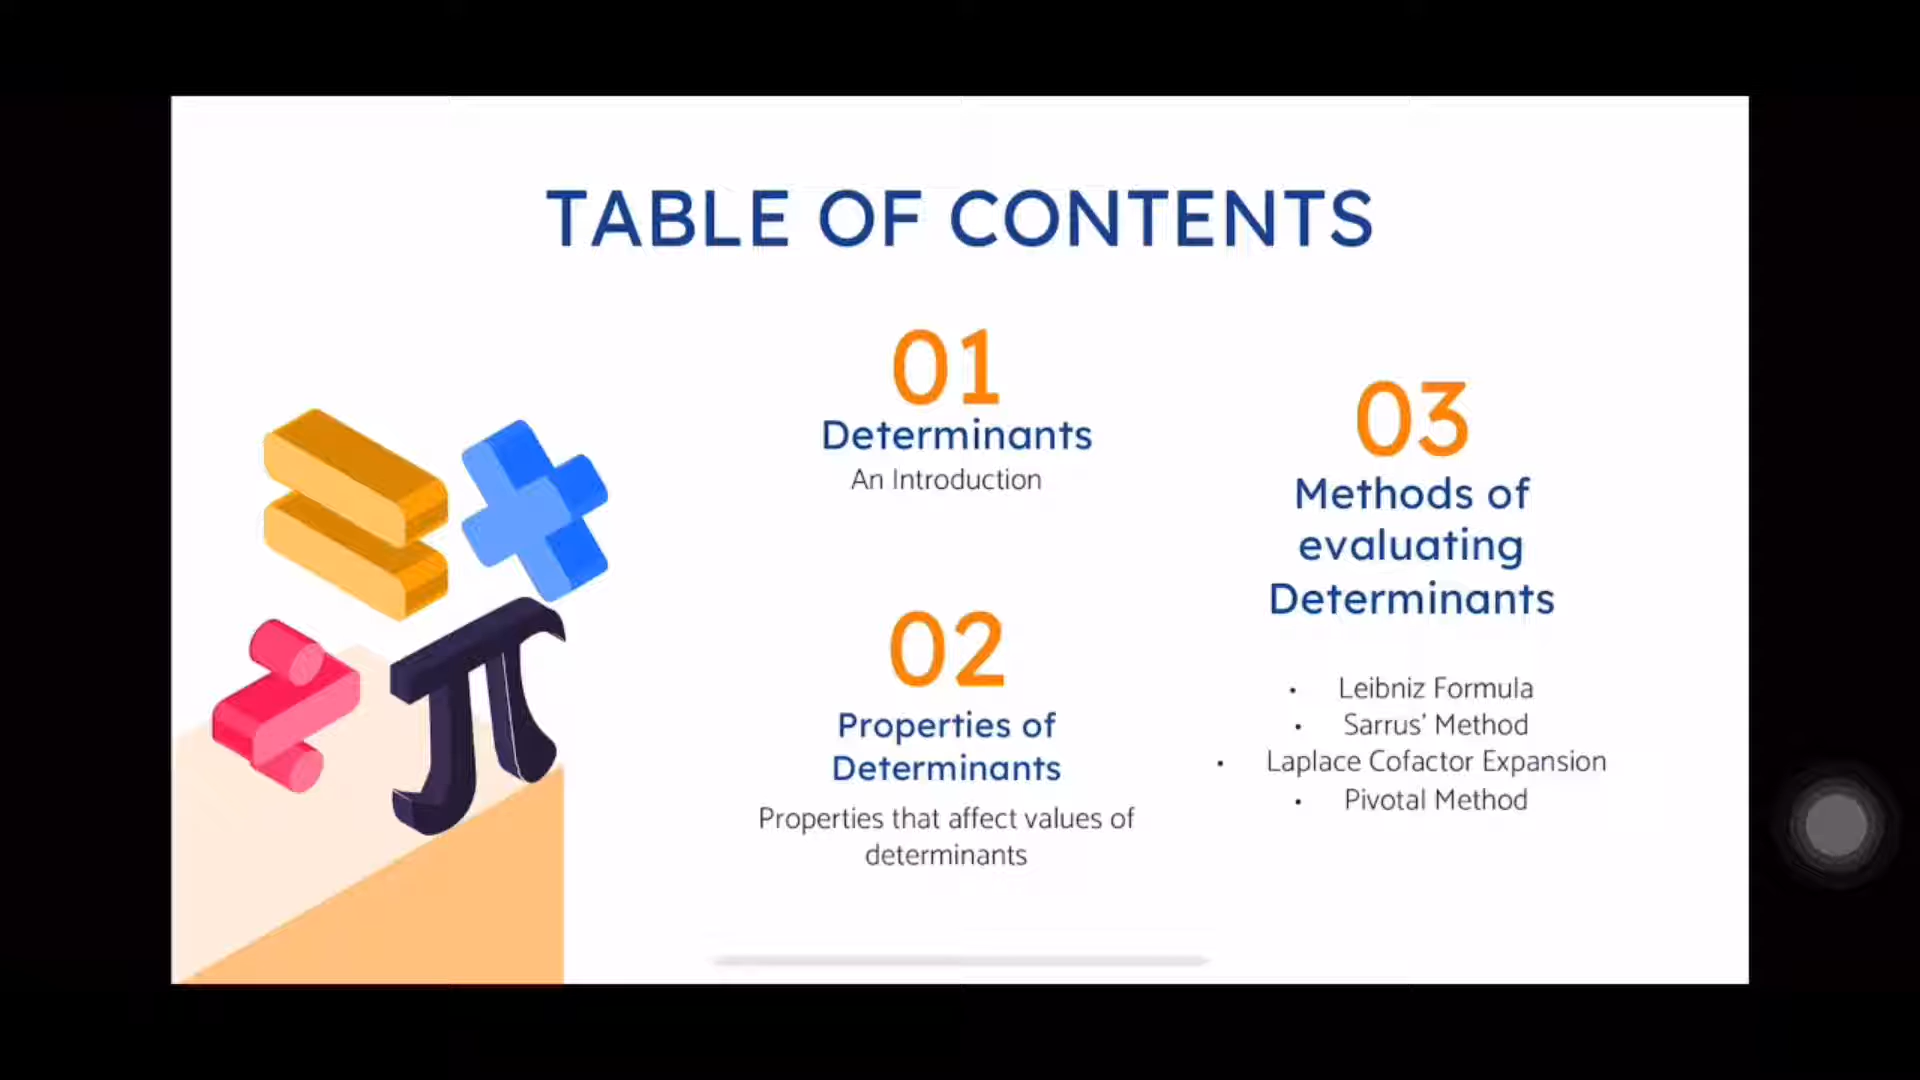 TABLE OF CONTENTS
01
Determinants
An Introduction
02
Properties of
Determinants
Properties that affect values of
determinants
03
Methods of
evaluating
Determinants
• Leibniz Formula
• Sarrus’ Method
• Laplace Cofactor Expansion
• Pivotal Method